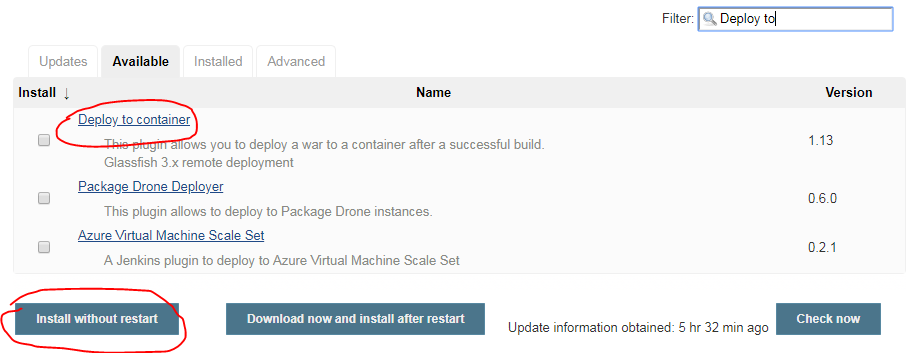 Filter: Deploy to
Updates Available Installed Advanced
Install ↓ Name Version
Deploy to container
This plugin allows you to deploy a war to a container after a successful build.
Glassfish 3.x remote deployment
1.13
Package Drone Deployer
This plugin allows to deploy to Package Drone instances.
0.6.0
Azure Virtual Machine Scale Set
A Jenkins plugin to deploy to Azure Virtual Machine Scale Set
0.2.1
Install without restart Download now and install after restart Update information obtained: 5 hr 32 min ago Check now